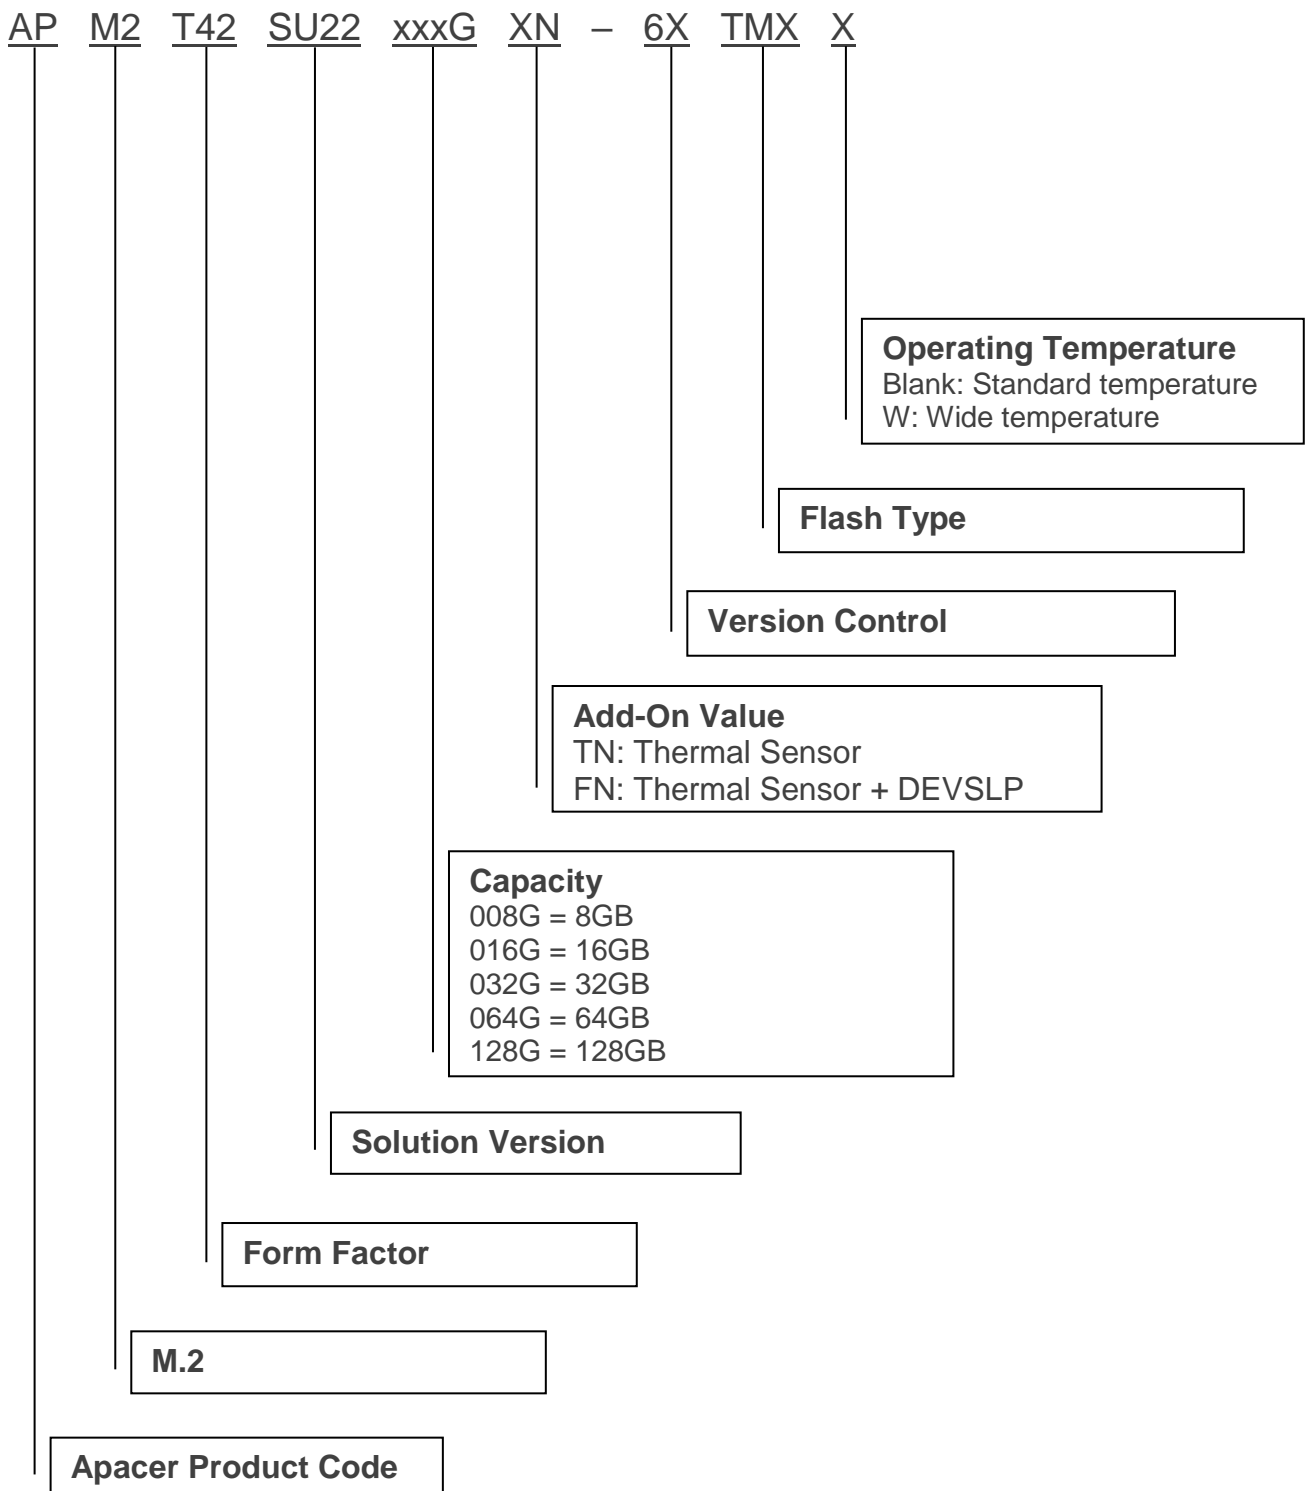 AP M2 T42 SU22 xxxG XN – 6X TMX X
Operating Temperature
Blank: Standard temperature
W: Wide temperature
Flash Type
Version Control
Add-On Value
TN: Thermal Sensor
FN: Thermal Sensor + DEVSLP
Capacity
008G = 8GB
016G = 16GB
032G = 32GB
064G = 64GB
128G = 128GB
Solution Version
Form Factor
M.2
Apacer Product Code